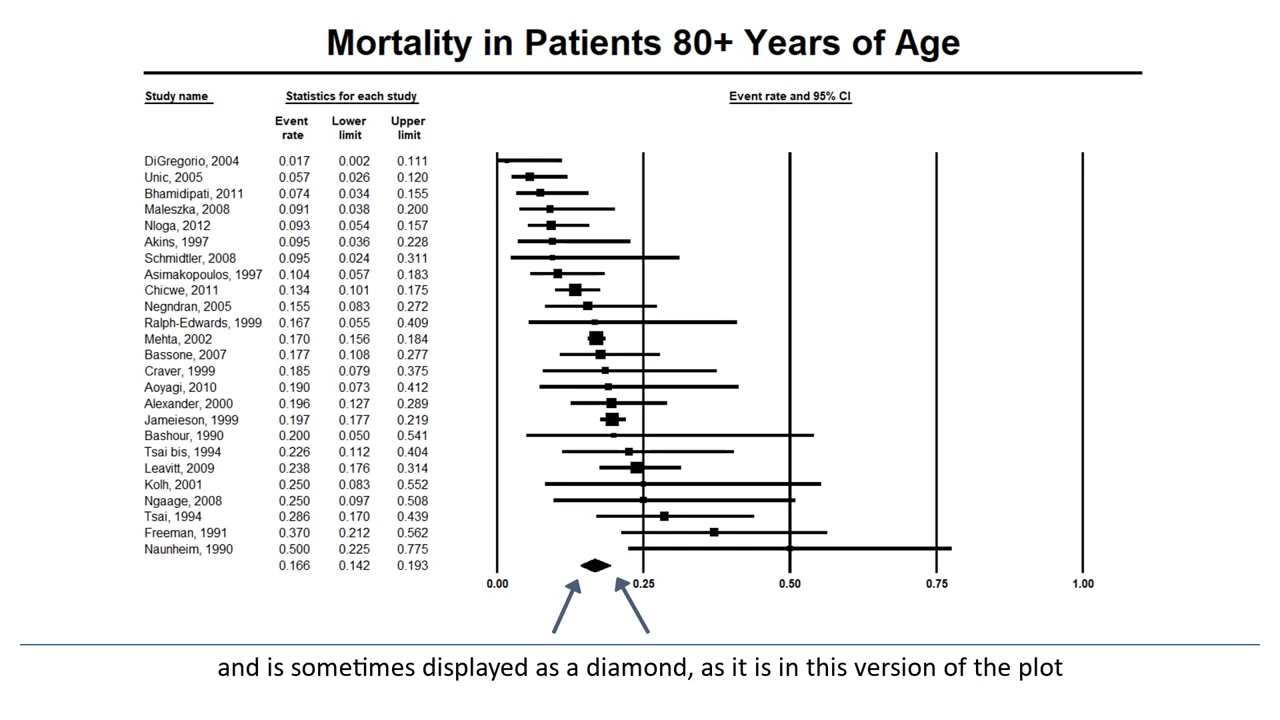 Mortality in Patients 80+ Years of Age
Study name Statistics for each study Event rate and 95% CI
Event Lower Upper
rate limit limit
DiGregorio, 2004 0.017 0.002 0.111
Unic, 2005 0.057 0.026 0.120
Bhamidipati, 2011 0.074 0.034 0.155
Maleszka, 2008 0.091 0.038 0.200
Nloga, 2012 0.093 0.054 0.157
Akins, 1997 0.095 0.036 0.228
Schmidtler, 2008 0.095 0.024 0.311
Asimakopoulos, 1997 0.104 0.057 0.183
Chicwe, 2011 0.134 0.101 0.175
Negndran, 2005 0.155 0.083 0.272
Ralph-Edwards, 1999 0.167 0.055 0.409
Mehta, 2002 0.170 0.156 0.184
Bassone, 2007 0.177 0.108 0.277
Craver, 1999 0.185 0.079 0.375
Aoyagi, 2010 0.190 0.073 0.412
Alexander, 2000 0.196 0.127 0.289
Jameieson, 1999 0.197 0.177 0.219
Bashour, 1990 0.200 0.050 0.541
Tsai bis, 1994 0.226 0.112 0.404
Leavitt, 2009 0.238 0.176 0.314
Kolh, 2001 0.250 0.083 0.552
Ngaage, 2008 0.250 0.097 0.508
Tsai, 1994 0.286 0.170 0.439
Freeman, 1991 0.370 0.212 0.562
Naunheim, 1990 0.500 0.225 0.775
0.166 0.142 0.193
0.00 0.25 0.50 0.75 1.00
and is sometimes displayed as a diamond, as it is in this version of the plot